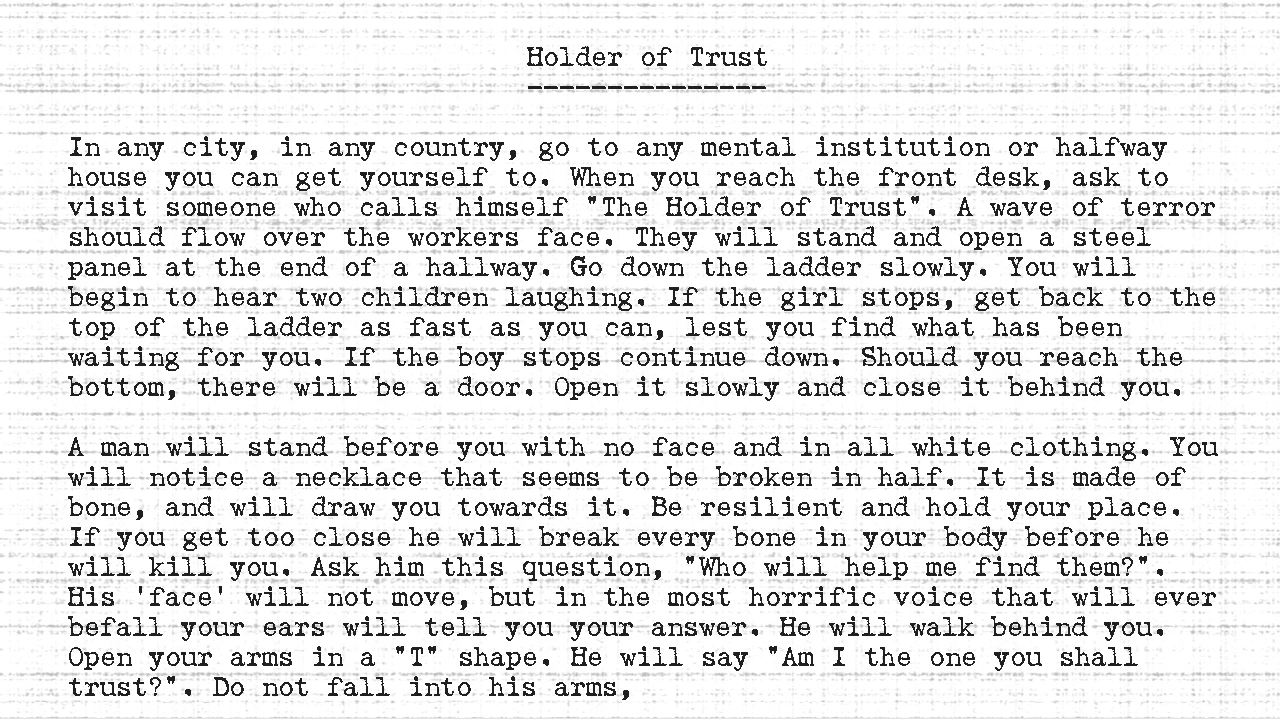 Holder of Trust
---------------
In any city, in any country, go to any mental institution or halfway
house you can get yourself to. When you reach the front desk, ask to
visit someone who calls himself "The Holder of Trust". A wave of terror
should flow over the workers face. They will stand and open a steel
panel at the end of a hallway. Go down the ladder slowly. You will
begin to hear two children laughing. If the girl stops, get back to the
top of the ladder as fast as you can, lest you find what has been
waiting for you. If the boy stops continue down. Should you reach the
bottom, there will be a door. Open it slowly and close it behind you.

A man will stand before you with no face and in all white clothing. You
will notice a necklace that seems to be broken in half. It is made of
bone, and will draw you towards it. Be resilient and hold your place.
If you get too close he will break every bone in your body before he
will kill you. Ask him this question, "Who will help me find them?".
His 'face' will not move, but in the most horrific voice that will ever
befall your ears will tell you your answer. He will walk behind you.
Open your arms in a "T" shape. He will say "Am I the one you shall
trust?". Do not fall into his arms,